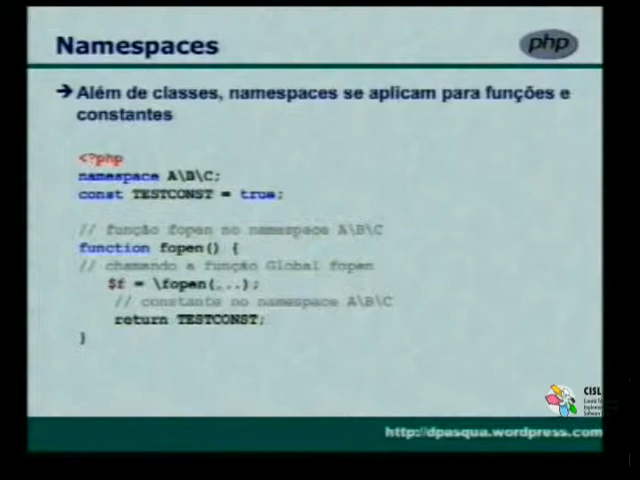 Namespaces
php
Além de classes, namespaces se aplicam para funções e
constantes
<?php
namespace A\B\C;
const TESTCONST = true;
// função fopen no namespace A\B\C
function fopen() {
// chamando a função Global fopen
$f = \fopen(...);
// constante no namespace A\B\C
return TESTCONST;
}
CISL
http://dpasqua.wordpress.com